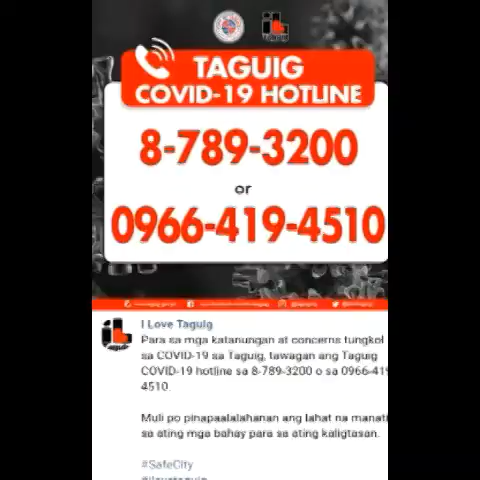 TAGUIG
COVID-19 HOTLINE
8-789-3200
or
0966-419-4510
I Love Taguig
Para sa mga katanungan at concerns tungkol
sa COVID-19 sa Taguig, tawagan ang Taguig
COVID-19 hotline sa 8-789-3200 o sa 0966-419
4510.
Muli po pinapaalalahanan ang lahat na manati
sa ating mga bahay para sa ating kaligtasan.
#SafeCity
#ilovetaguig